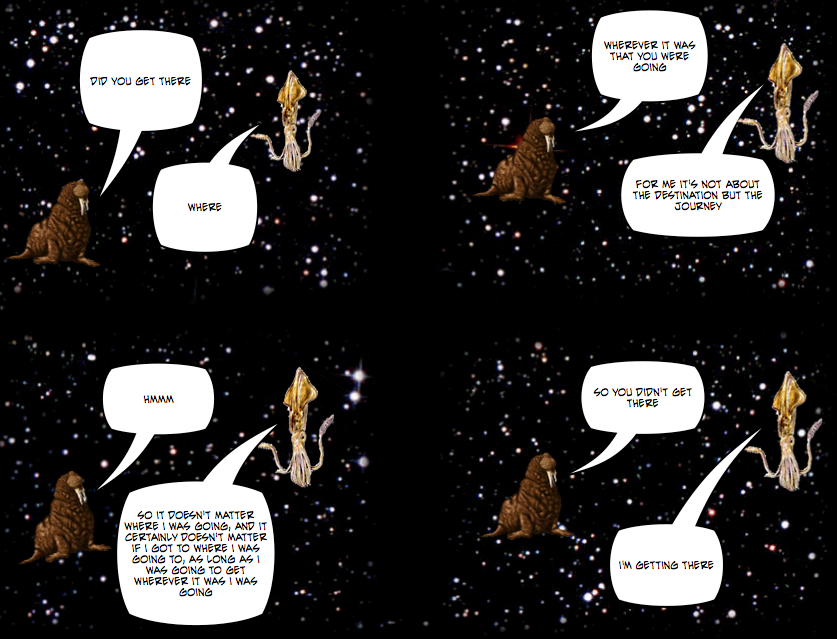 DID YOU GET THERE
WHERE
WHEREVER IT WAS
THAT YOU WERE
GOING
FOR ME IT'S NOT ABOUT
THE DESTINATION BUT THE
JOURNEY
HMMM
SO IT DOESN'T MATTER
WHERE I WAS GOING, AND IT
CERTAINLY DOESN'T MATTER
IF I GOT TO WHERE I WAS
GOING TO, AS LONG AS I
WAS GOING TO GET
WHEREVER IT WAS I WAS
GOING
SO YOU DIDN'T GET
THERE
I'M GETTING THERE